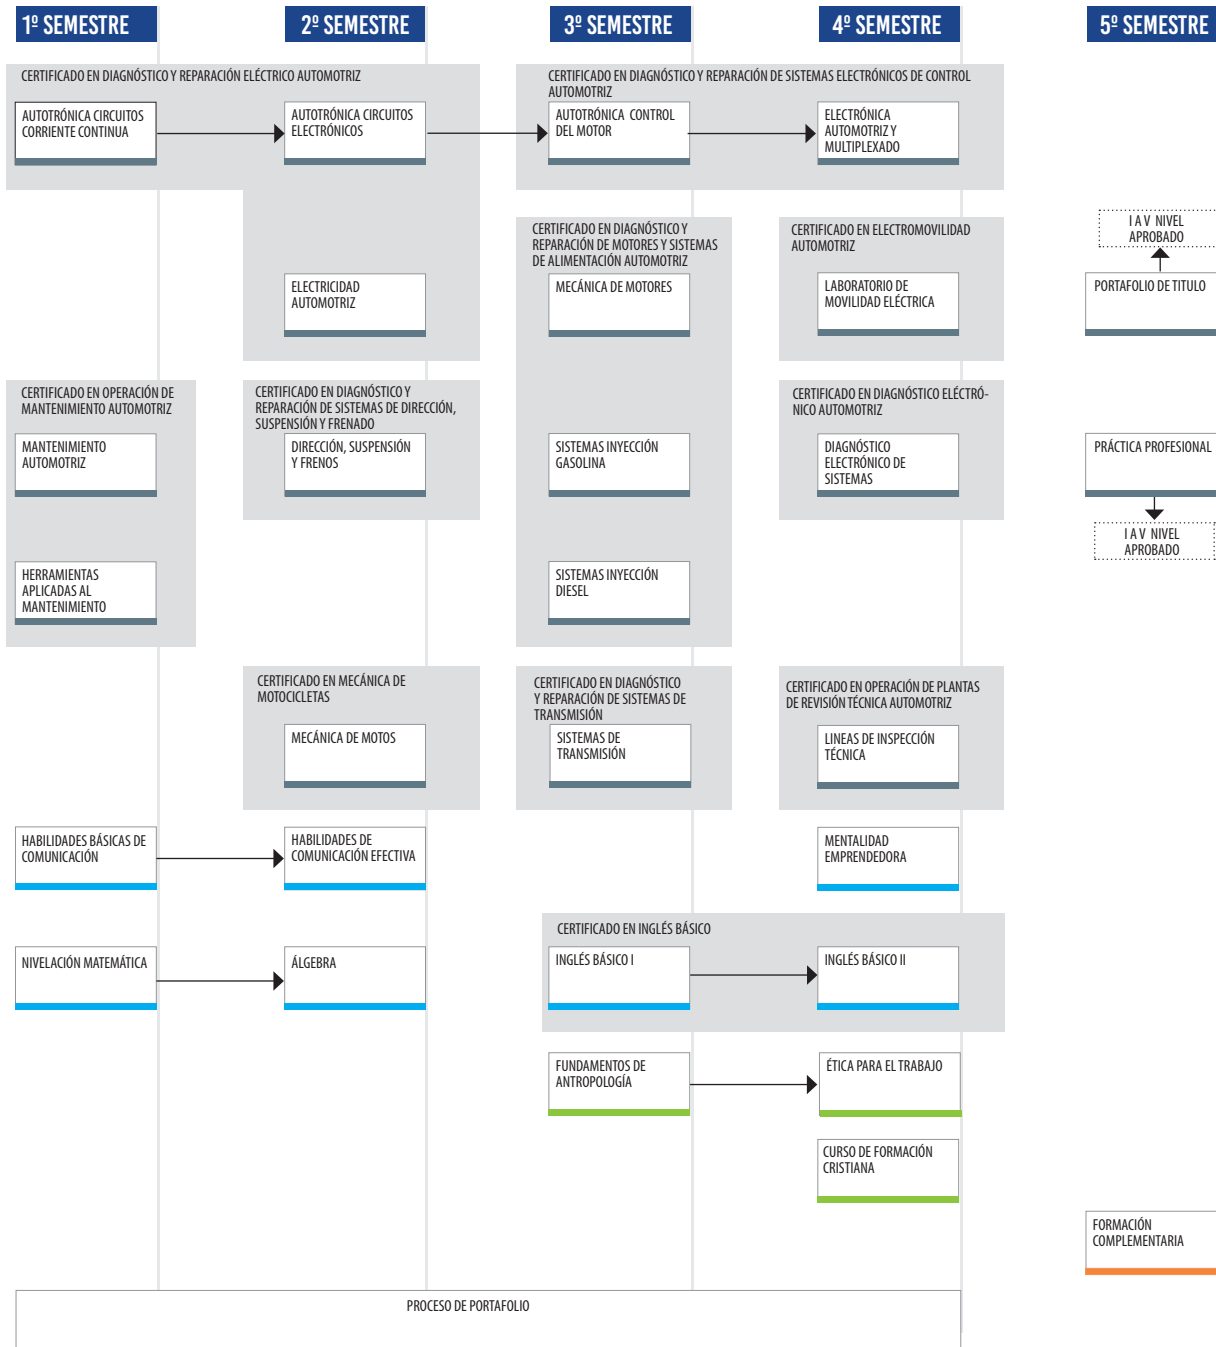 1º SEMESTRE
2º SEMESTRE
3º SEMESTRE
4º SEMESTRE
5º SEMESTRE
CERTIFICADO EN DIAGNÓSTICO Y REPARACIÓN ELÉCTRICO AUTOMOTRIZ
CERTIFICADO EN DIAGNÓSTICO Y REPARACIÓN DE SISTEMAS ELECTRÓNICOS DE CONTROL
AUTOMOTRIZ
AUTOTRÓNICA CIRCUITOS
CORRIENTE CONTINUA
AUTOTRÓNICA CIRCUITOS
ELECTRÓNICOS
AUTOTRÓNICA CONTROL
DEL MOTOR
ELECTRÓNICA
AUTOMOTRIZ Y
MULTIPLEXADO
CERTIFICADO EN DIAGNÓSTICO Y
REPARACIÓN DE MOTORES Y SISTEMAS
DE ALIMENTACIÓN AUTOMOTRIZ
CERTIFICADO EN ELECTROMOVILIDAD
AUTOMOTRIZ
I A V NIVEL
APROBADO
ELECTRICIDAD
AUTOMOTRIZ
MECÁNICA DE MOTORES
LABORATORIO DE
MOVILIDAD ELÉCTRICA
PORTAFOLIO DE TITULO
CERTIFICADO EN OPERACIÓN DE
MANTENIMIENTO AUTOMOTRIZ
CERTIFICADO EN DIAGNÓSTICO Y
REPARACIÓN DE SISTEMAS DE DIRECCIÓN,
SUSPENSIÓN Y FRENADO
CERTIFICADO EN DIAGNÓSTICO ELÉCTRÓ-
NICO AUTOMOTRIZ
MANTENIMIENTO
AUTOMOTRIZ
DIRECCIÓN, SUSPENSIÓN
Y FRENOS
SISTEMAS INYECCIÓN
GASOLINA
DIAGNÓSTICO
ELECTRÓNICO DE
SISTEMAS
PRÁCTICA PROFESIONAL
I A V NIVEL
APROBADO
HERRAMIENTAS
APLICADAS AL
MANTENIMIENTO
SISTEMAS INYECCIÓN
DIESEL
CERTIFICADO EN MECÁNICA DE
MOTOCICLETAS
CERTIFICADO EN DIAGNÓSTICO
Y REPARACIÓN DE SISTEMAS DE
TRANSMISIÓN
CERTIFICADO EN OPERACIÓN DE PLANTAS
DE REVISIÓN TÉCNICA AUTOMOTRIZ
MECÁNICA DE MOTOS
SISTEMAS DE
TRANSMISIÓN
LINEAS DE INSPECCIÓN
TÉCNICA
HABILIDADES BÁSICAS DE
COMUNICACIÓN
HABILIDADES DE
COMUNICACIÓN EFECTIVA
MENTALIDAD
EMPRENDEDORA
CERTIFICADO EN INGLÉS BÁSICO
NIVELACIÓN MATEMÁTICA
ÁLGEBRA
INGLÉS BÁSICO I
INGLÉS BÁSICO II
FUNDAMENTOS DE
ANTROPOLOGÍA
ÉTICA PARA EL TRABAJO
CURSO DE FORMACIÓN
CRISTIANA
FORMACIÓN
COMPLEMENTARIA
PROCESO DE PORTAFOLIO